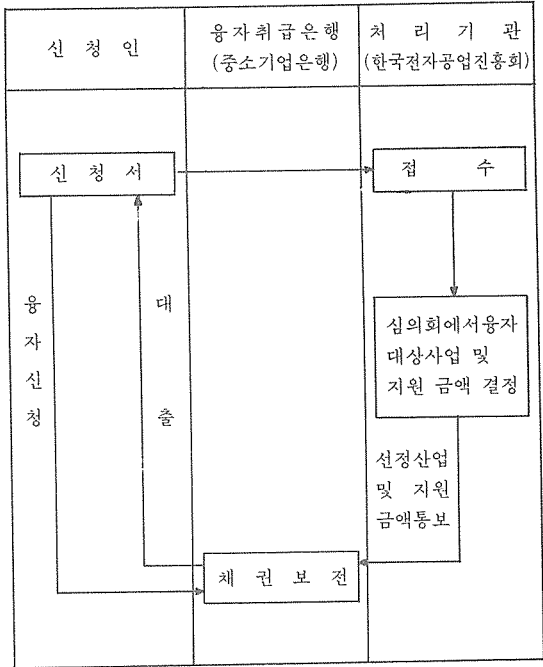 신 청 인
융자취급은행
(중소기업은행)
처 리 기 관
(한국전자공업진흥회)
신 청 서
접 수
융자신청
대출
심의회에서융자
대상사업 및
지원 금액 결정
선정산업
및 지원
금액통보
채 권 보 전